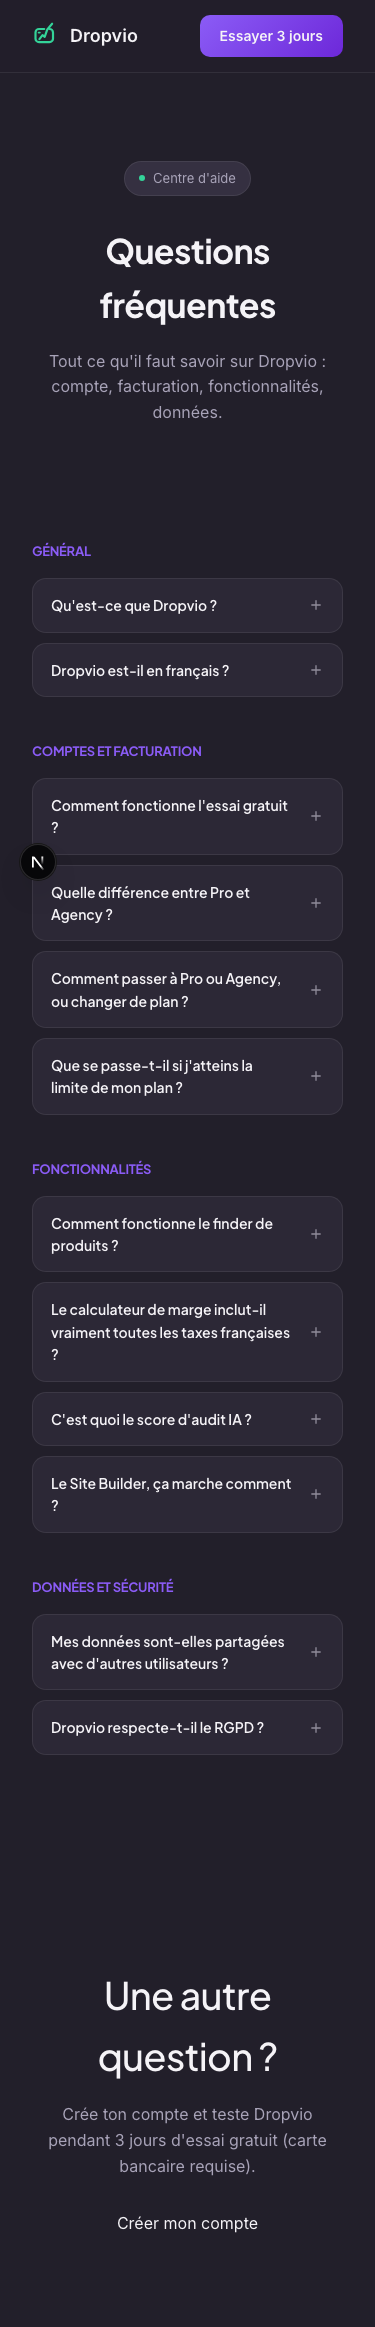 Dropvio
Essayer 3 jours
Centre d'aide
Questions
fréquentes
Tout ce qu'il faut savoir sur Dropvio :
compte, facturation, fonctionnalités,
données.
GÉNÉRAL
Qu'est-ce que Dropvio ?
Dropvio est-il en français ?
COMPTES ET FACTURATION
Comment fonctionne l'essai gratuit
?
N
Quelle différence entre Pro et
Agency ?
Comment passer à Pro ou Agency,
ou changer de plan ?
Que se passe-t-il si j'atteins la
limite de mon plan ?
FONCTIONNALITÉS
Comment fonctionne le finder de
produits ?
Le calculateur de marge inclut-il
vraiment toutes les taxes françaises
?
C'est quoi le score d'audit IA ?
Le Site Builder, ça marche comment
?
DONNÉES ET SÉCURITÉ
Mes données sont-elles partagées
avec d'autres utilisateurs ?
Dropvio respecte-t-il le RGPD ?
Une autre
question ?
Crée ton compte et teste Dropvio
pendant 3 jours d'essai gratuit (carte
bancaire requise).
Créer mon compte